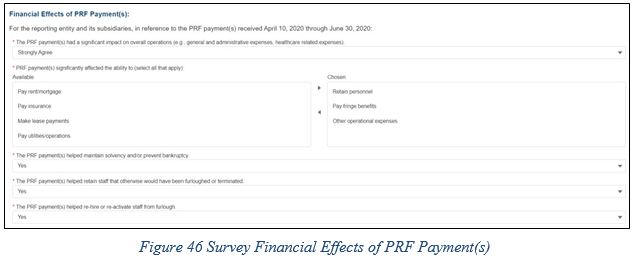 Financial Effects of PRF Payment(s):
For the reporting entity and its subsidiaries, in reference to the PRF payment(s) received April 10, 2020 through June 30, 2020:
* The PRF payment(s) had a significant impact on overall operations (e.g., general and administrative expenses, healthcare related expenses).
Strongly Agree
* PRF payment(s) significantly affected the ability to (select all that apply)
Available
Chosen
Pay rent/mortgage
Pay insurance
Make lease payments
Pay utilities/operations
Retain personnel
Pay fringe benefits
Other operational expenses
* The PRF payment(s) helped maintain solvency and/or prevent bankruptcy.
Yes
* The PRF payment(s) helped retain staff that otherwise would have been furloughed or terminated.
Yes
* The PRF payment(s) helped re-hire or re-activate staff from furlough.
Yes
Figure 46 Survey Financial Effects of PRF Payment(s)